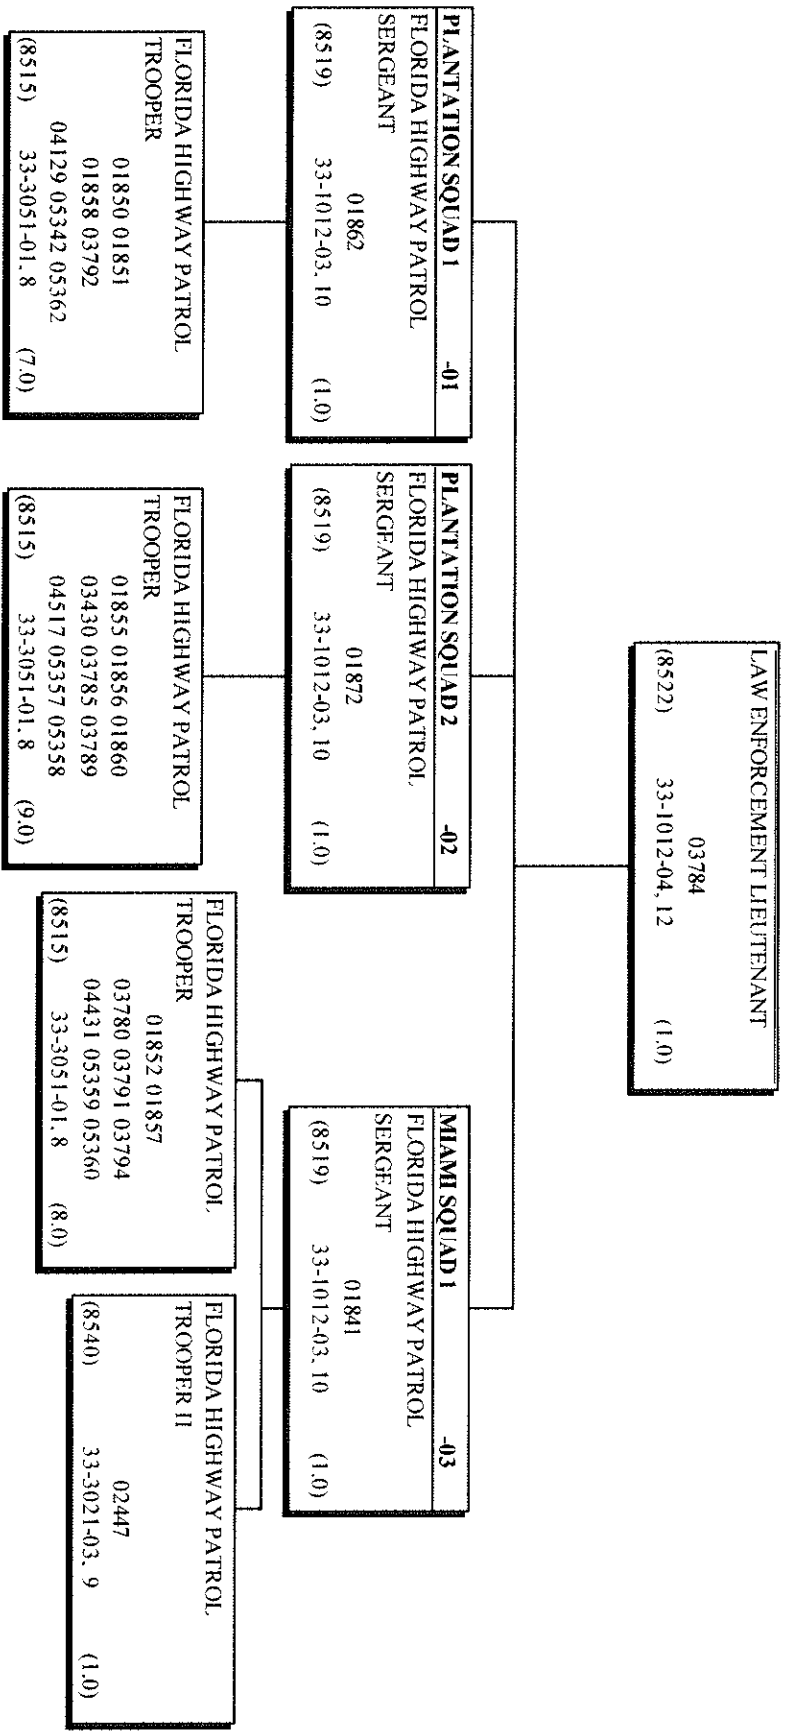 LAW ENFORCEMENT LIEUTENANT
03784
(8522) 33-1012-04, 12 (1.0)
PLANTATION SQUAD 1 -01
FLORIDA HIGHWAY PATROL
SERGEANT
01862
(8519) 33-1012-03, 10 (1.0)
PLANTATION SQUAD 2 -02
FLORIDA HIGHWAY PATROL
SERGEANT
01872
(8519) 33-1012-03, 10 (1.0)
MIAMI SQUAD 1 -03
FLORIDA HIGHWAY PATROL
SERGEANT
01841
(8519) 33-1012-03, 10 (1.0)
FLORIDA HIGHWAY PATROL
TROOPER
01850 01851
01858 03792
04129 05342 05362
(8515) 33-3051-01, 8 (7.0)
FLORIDA HIGHWAY PATROL
TROOPER
01855 01856 01860
03430 03785 03789
04517 05357 05358
(8515) 33-3051-01, 8 (9.0)
FLORIDA HIGHWAY PATROL
TROOPER
01852 01857
03780 03791 03794
04431 05359 05360
(8515) 33-3051-01, 8 (8.0)
FLORIDA HIGHWAY PATROL
TROOPER II
02447
(8540) 33-3021-03, 9 (1.0)